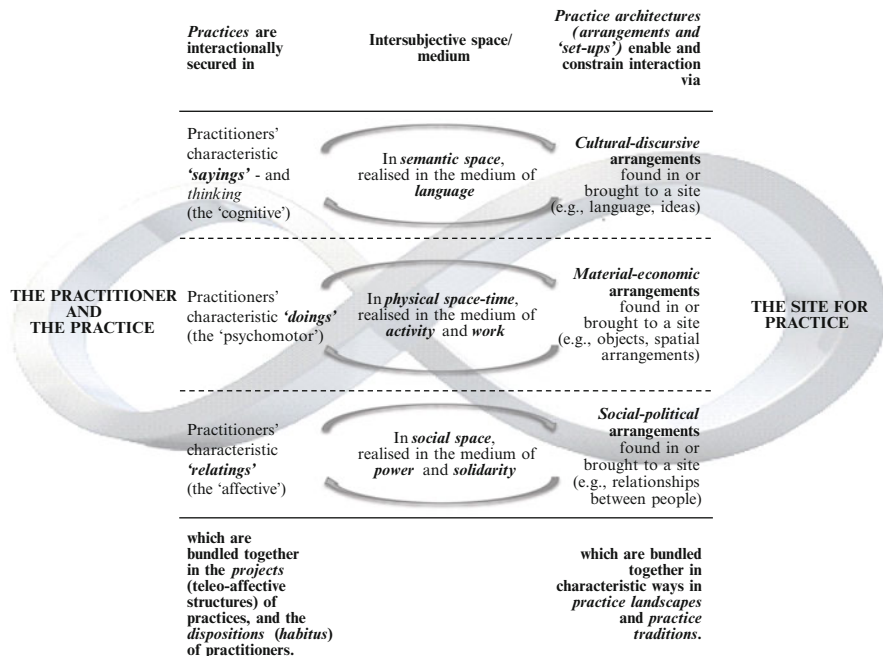 Practices are
interactionally
secured in
Intersubjective space/
medium
Practice architectures
(arrangements and
‘set-ups’) enable and
constrain interaction
via
Practitioners’
characteristic
‘sayings’ - and
thinking
(the ‘cognitive’)
In semantic space,
realised in the medium of
language
Cultural-discursive
arrangements
found in or
brought to a site
(e.g., language, ideas)
THE PRACTITIONER
AND
THE PRACTICE
Practitioners’
characteristic ‘doings’
(the ‘psychomotor’)
In physical space-time,
realised in the medium of
activity and work
Material-economic
arrangements
found in or
brought to a site
(e.g., objects, spatial
arrangements)
THE SITE FOR
PRACTICE
Practitioners’
characteristic
‘relatings’
(the ‘affective’)
In social space,
realised in the medium of
power and solidarity
Social-political
arrangements
found in or
brought to a site
(e.g., relationships
between people)
which are
bundled together
in the projects
(teleo-affective
structures) of
practices, and the
dispositions (habitus)
of practitioners.
which are bundled
together in
characteristic ways in
practice landscapes
and practice
traditions.